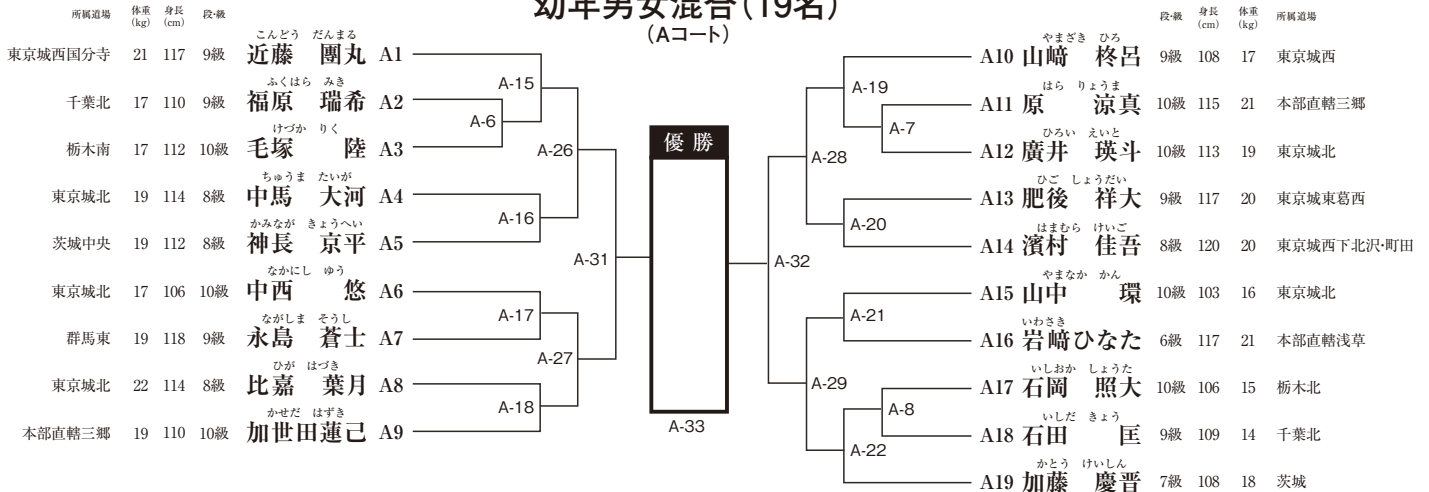 幼年男女混合（19名）
（Aコート）
所属道場 体重(kg) 身長(cm) 段・級
段・級 身長(cm) 体重(kg) 所属道場
こんどう だんまる
東京城西国分寺 21 117 9級 近藤 團丸 A1
ふくはら みき
千葉北 17 110 9級 福原 瑞希 A2
けづか りく
栃木南 17 112 10級 毛塚 陸 A3
ちゅうま たいが
東京城北 19 114 8級 中馬 大河 A4
かみなが きょうへい
茨城中央 19 112 8級 神長 京平 A5
なかにし ゆう
東京城北 17 106 10級 中西 悠 A6
ながしま そうし
群馬東 19 118 9級 永島 蒼士 A7
ひが はづき
東京城北 22 114 8級 比嘉 葉月 A8
かせだ はずき
本部直轄三郷 19 110 10級 加世田蓮己 A9
A-15
A-6
A-26
A-16
A-31
A-17
A-27
A-18
優勝
A-33
A-19
A-7
A-28
A-20
A-32
A-21
A-29
A-8
A-22
やまざき ひろ
A10 山﨑 柊呂 9級 108 17 東京城西
はら りょうま
A11 原 涼真 10級 115 21 本部直轄三郷
ひろい えいと
A12 廣井 瑛斗 10級 113 19 東京城北
ひご しょうだい
A13 肥後 祥大 9級 117 20 東京城東葛西
はまむら けいご
A14 濱村 佳吾 8級 120 20 東京城西下北沢・町田
やまなか かん
A15 山中 環 10級 103 16 東京城北
いわさき
A16 岩﨑ひなた 6級 117 21 本部直轄浅草
いしおか しょうた
A17 石岡 照大 10級 106 15 栃木北
いしだ きょう
A18 石田 匡 9級 109 14 千葉北
かとう けいしん
A19 加藤 慶晋 7級 108 18 茨城